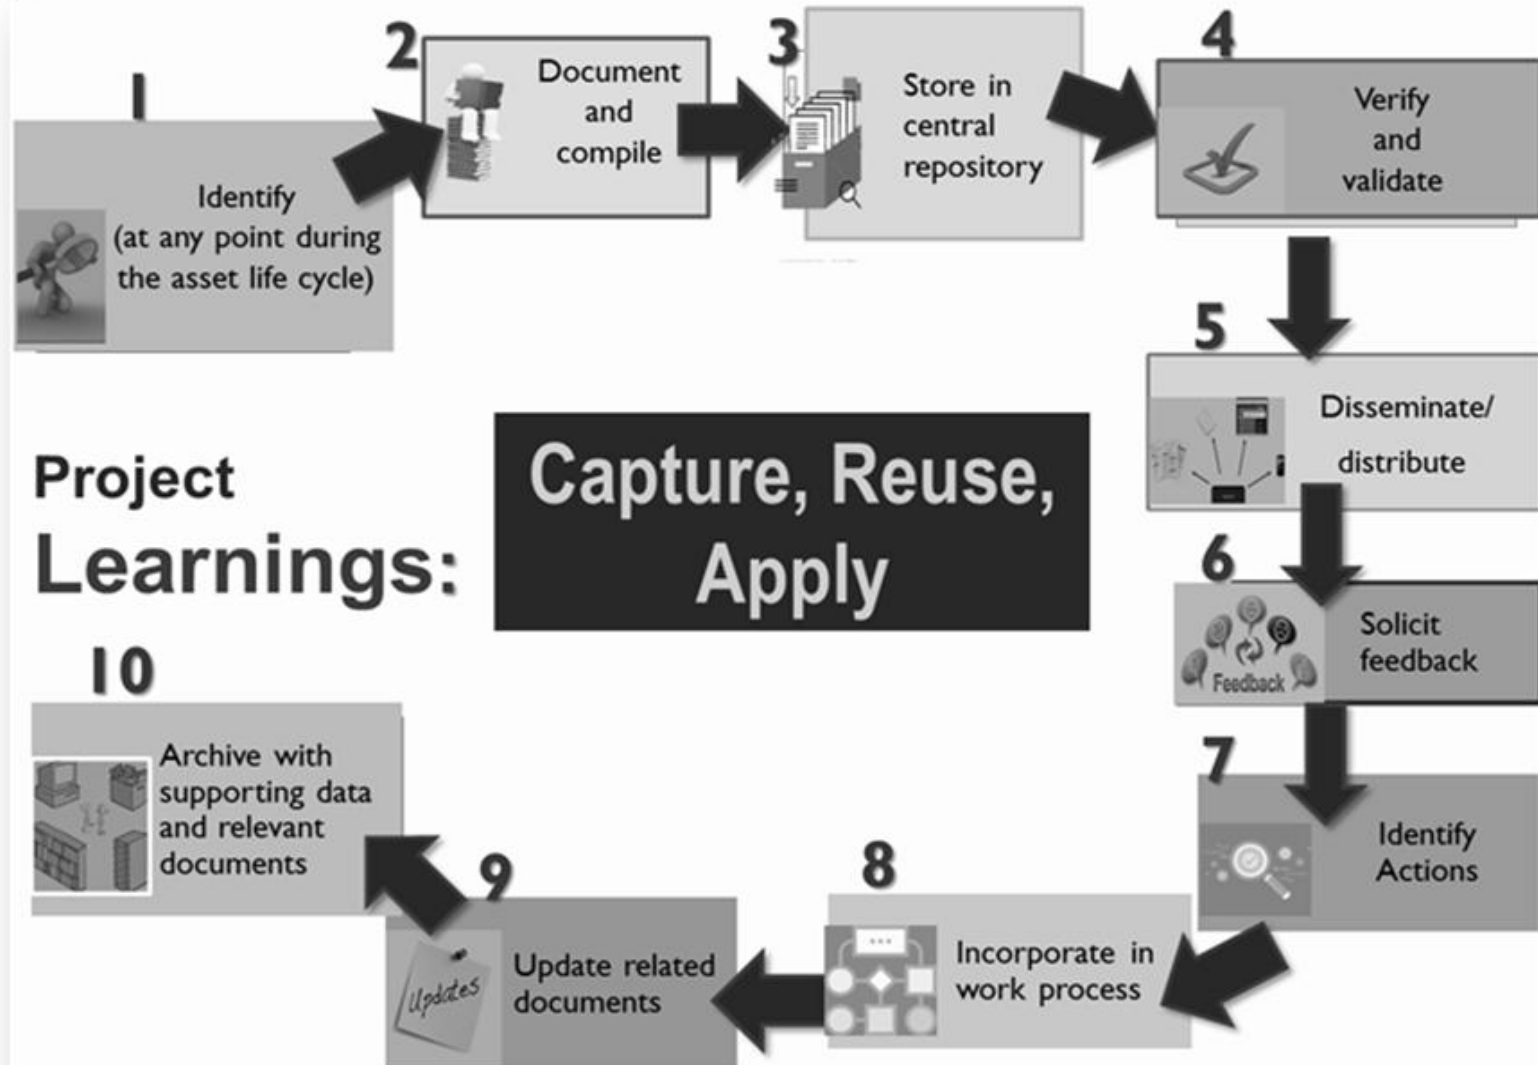 1
Identify
(at any point during
the asset life cycle)
2
Document
and
compile
3
Store in
central
repository
4
Verify
and
validate
5
Disseminate/
distribute
6
Solicit
feedback
Feedback
7
Identify
Actions
8
Incorporate in
work process
9
Update related
documents
Updates
10
Archive with
supporting data
and relevant
documents
Project
Learnings:
Capture, Reuse,
Apply